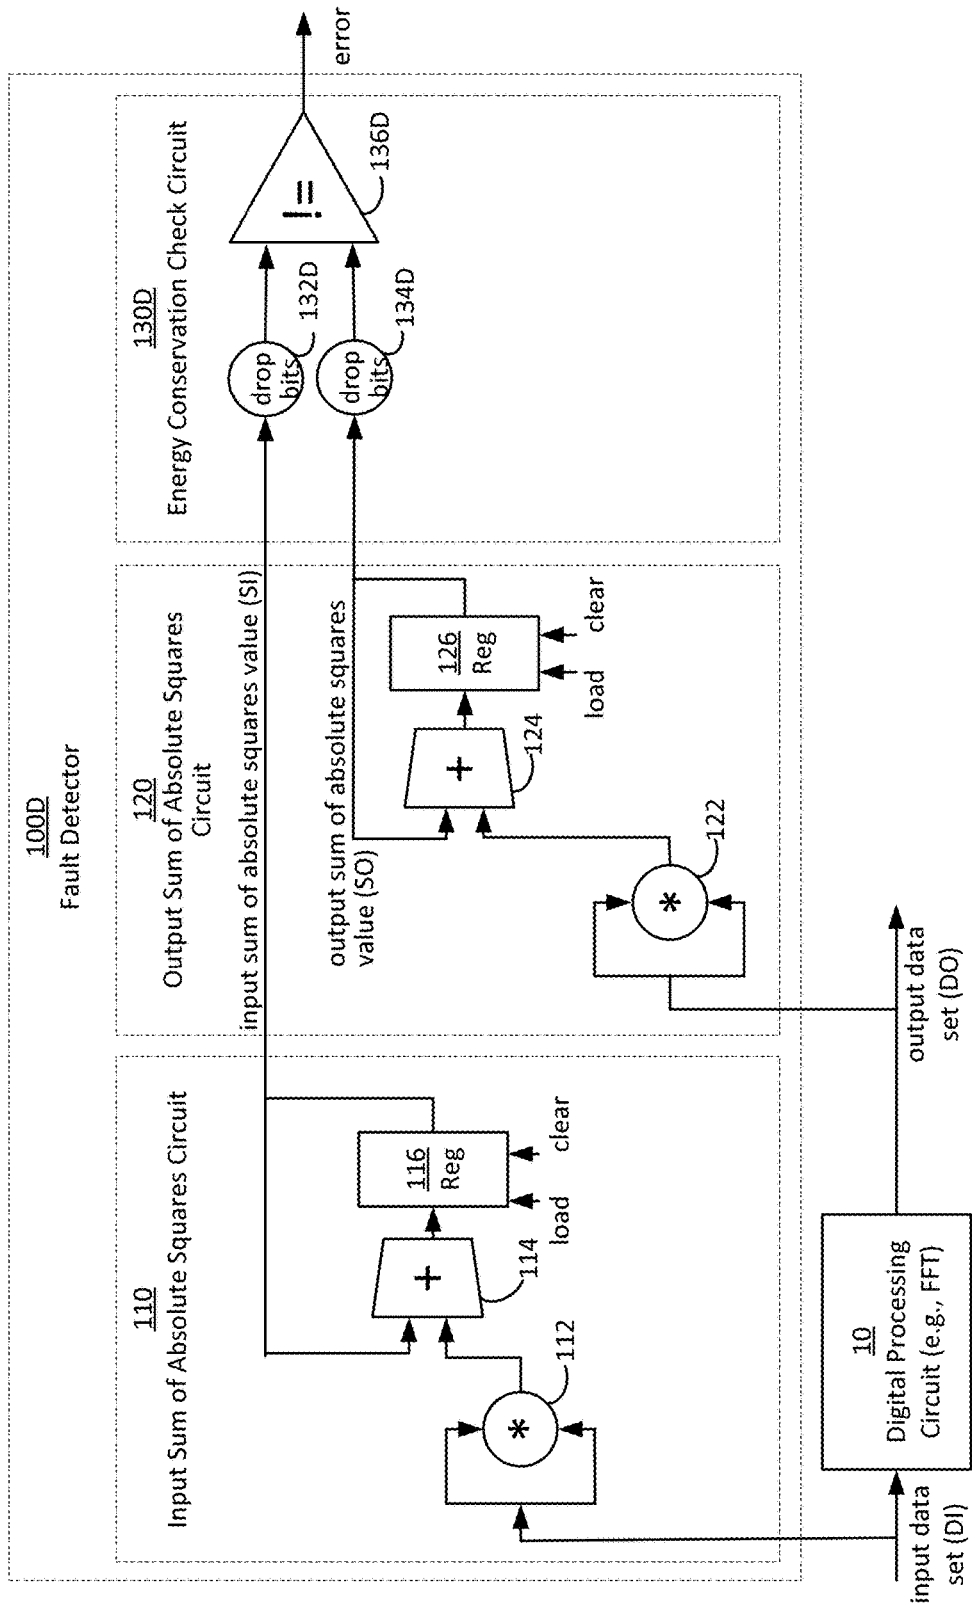 100D
Fault Detector
110
Input Sum of Absolute Squares Circuit
112
*
114
+
116
Reg
load
clear
120
Output Sum of Absolute Squares
Circuit
input sum of absolute squares value (SI)
output sum of absolute squares
value (SO)
122
*
124
+
126
Reg
load
clear
130D
Energy Conservation Check Circuit
drop
bits
132D
drop
bits
134D
!=
136D
error
input data
set (DI)
10
Digital Processing
Circuit (e.g., FFT)
output data
set (DO)